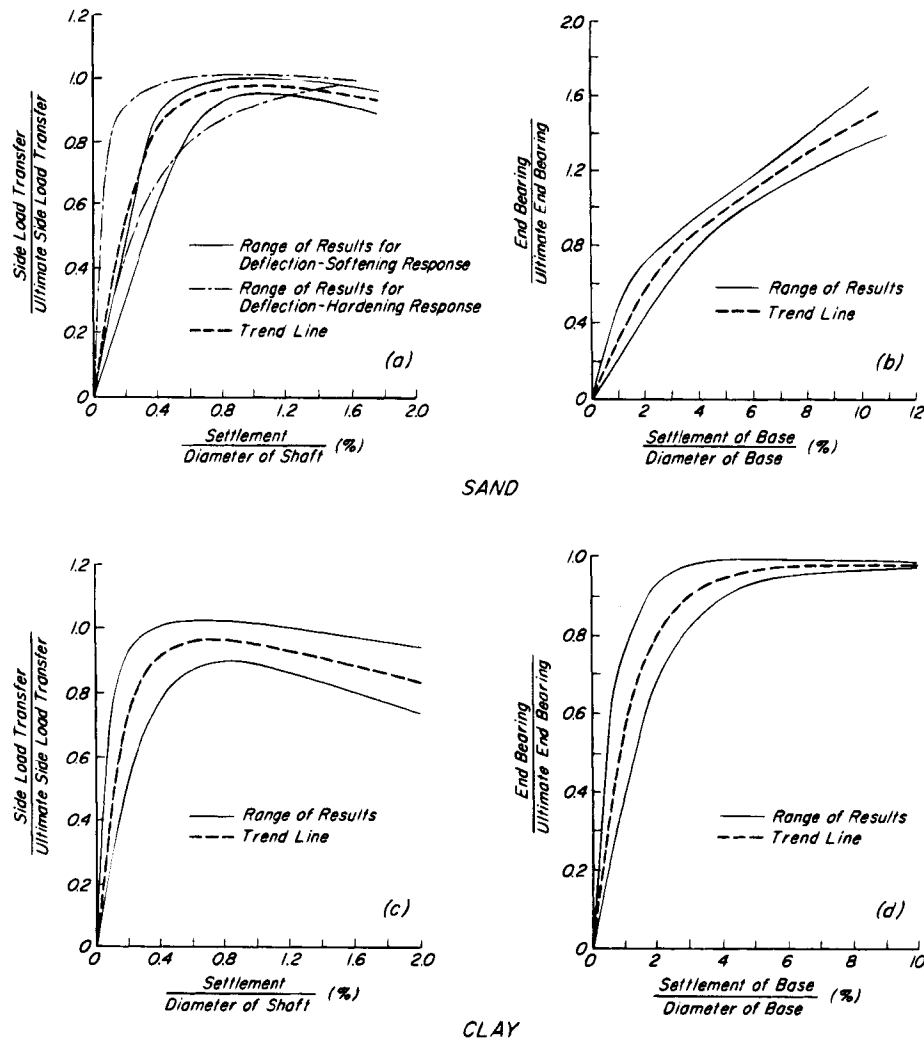 1.2
1.0
0.8
0.6
0.4
0.2
0
Side Load Transfer
Ultimate Side Load Transfer
Range of Results for
Deflection-Softening Response
Range of Results for
Deflection-Hardening Response
Trend Line
(a)
0 0.4 0.8 1.2 1.6 2.0
Settlement
Diameter of Shaft (%)
2.0
1.6
1.2
0.8
0.4
0
End Bearing
Ultimate End Bearing
Range of Results
Trend Line
(b)
0 2 4 6 8 10 12
Settlement of Base
Diameter of Base (%)
SAND
1.2
1.0
0.8
0.6
0.4
0.2
0
Side Load Transfer
Ultimate Side Load Transfer
Range of Results
Trend Line
(c)
0 0.4 0.8 1.2 1.6 2.0
Settlement
Diameter of Shaft (%)
1.0
0.8
0.6
0.4
0.2
0
End Bearing
Ultimate End Bearing
Range of Results
Trend Line
(d)
0 2 4 6 8 10
Settlement of Base
Diameter of Base (%)
CLAY